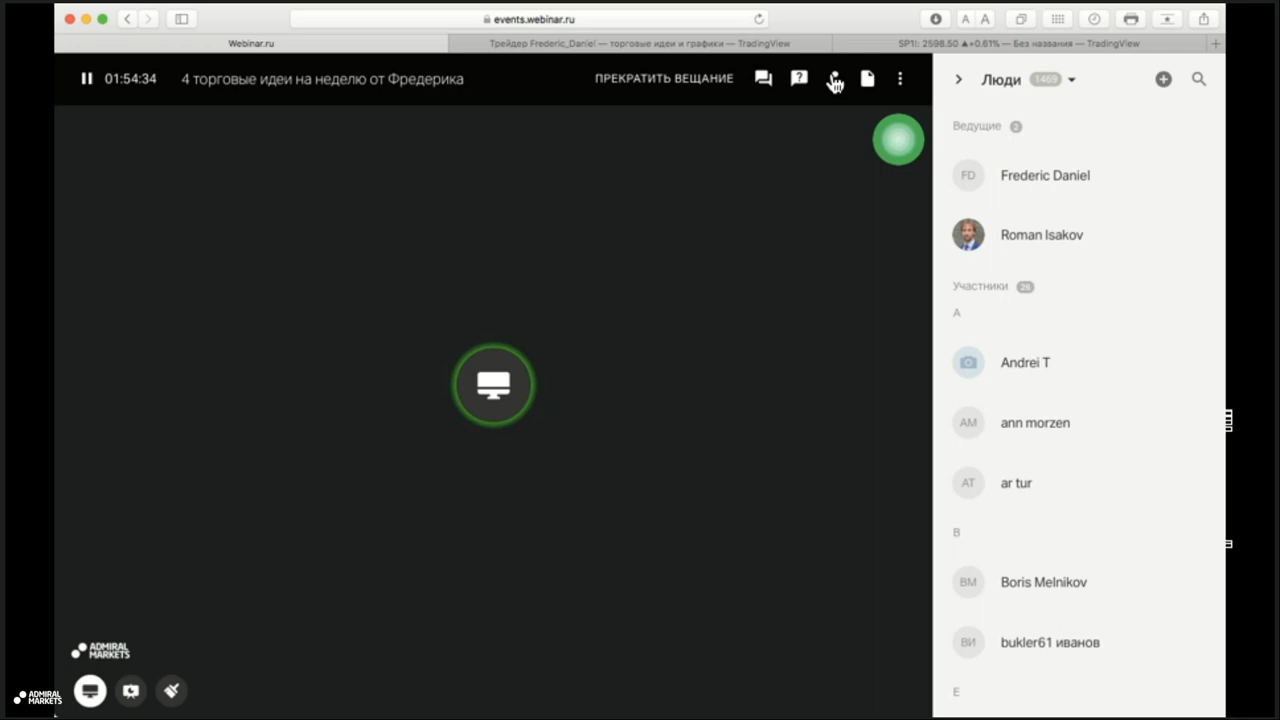 events.webinar.ru
A A
Webinar.ru
Трейдер Frederic_Daniel — торговые идеи и графики — TradingView
SP1!: 2598.50 ▲+0.61% — Без названия — TradingView
01:54:34
4 торговые идеи на неделю от Фредерика
ПРЕКРАТИТЬ ВЕЩАНИЕ
Люди 1469
Ведущие 2
FD Frederic Daniel
Roman Isakov
Участники 29
A
Andrei T
AM ann morzen
AT ar tur
B
BM Boris Melnikov
ВИ bukler61 иванов
E
ADMIRAL
MARKETS
ADMIRAL
MARKETS